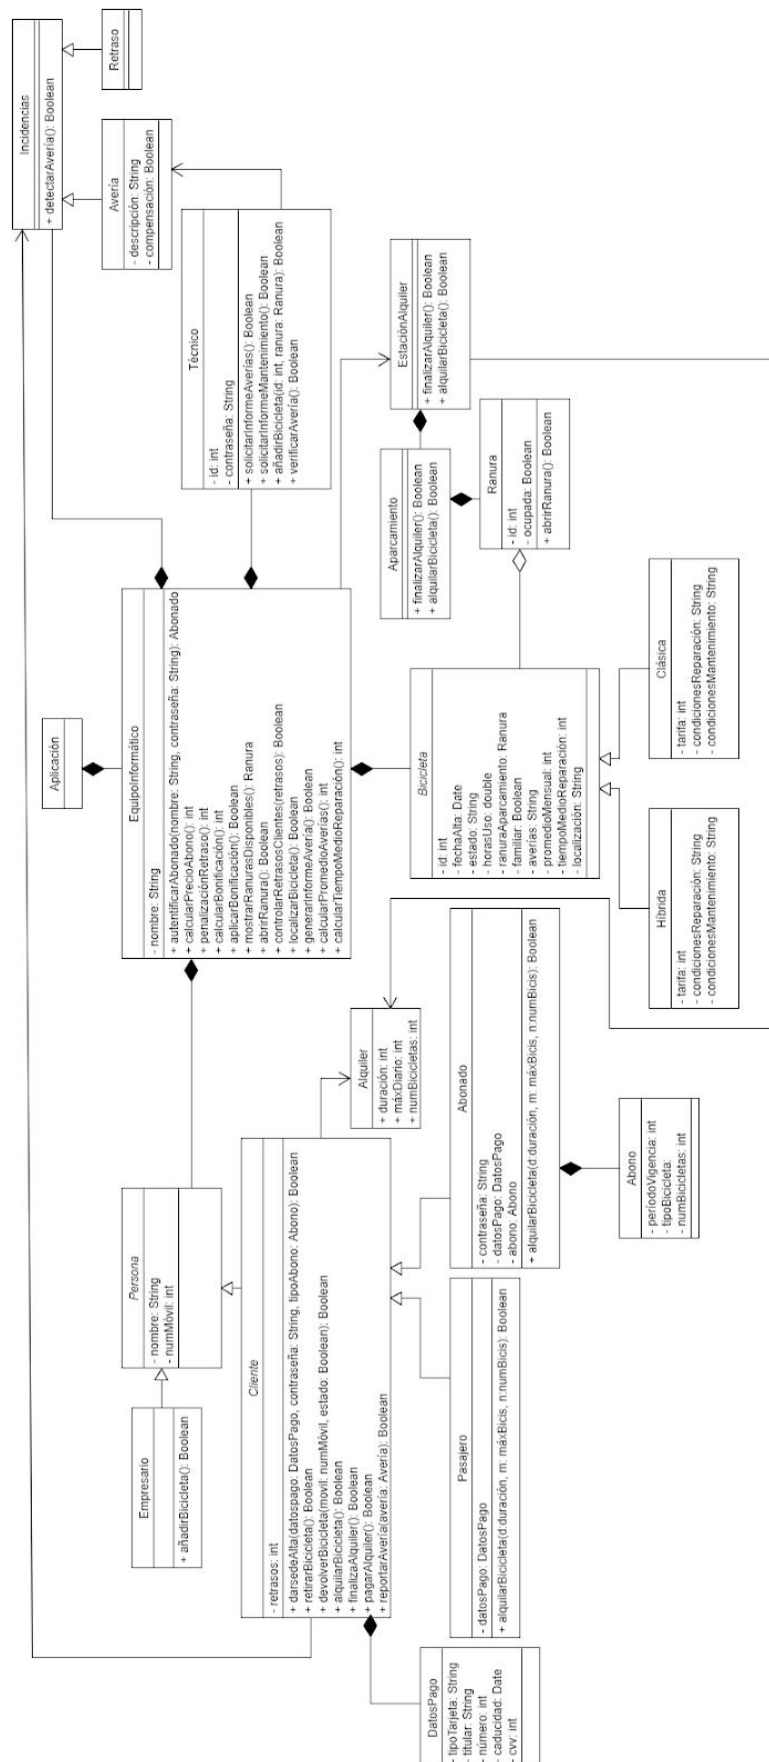 Incidencias
+ detectarAvería(): Boolean
Retraso
Avería
- descripción: String
- compensación: Boolean
Técnico
- id: int
- contraseña: String
+ solicitarInformeAverías(): Boolean
+ solicitarInformeMantenimiento(): Boolean
+ añadirBicicleta(id: int, ranura: Ranura): Boolean
+ verificarAvería(): Boolean
EstaciónAlquiler
+ finalizarAlquiler(): Boolean
+ alquilarBicicleta(): Boolean
Aparcamiento
+ finalizarAlquiler(): Boolean
+ alquilarBicicleta(): Boolean
Ranura
- id: int
- ocupada: Boolean
+ abrirRanura(): Boolean
Aplicación
EquipoInformático
- nombre: String
+ autentificarAbonado(nombre: String, contraseña: String): Abonado
+ calcularPrecioAbono(): int
+ penalizaciónRetraso(): int
+ calcularBonificación(): int
+ aplicarBonificación(): Boolean
+ mostrarRanurasDisponibles(): Ranura
+ abrirRanura(): Boolean
+ controlarRetrasosClientes(retrasos): Boolean
+ localizarBicicleta(): Boolean
+ generarInformeAvería(): Boolean
+ calcularPromedioAverías(): int
+ calcularTiempoMedioReparación(): int
Bicicleta
- id: int
- fechaAlta: Date
- estado: String
- horasUso: double
- ranuraAparcamiento: Ranura
- familiar: Boolean
- averías: String
- promedioMensual: int
- tiempoMedioReparación: int
- localización: String
Clásica
- tarifa: int
- condicionesReparación: String
- condicionesMantenimiento: String
Híbrida
- tarifa: int
- condicionesReparación: String
- condicionesMantenimiento: String
Persona
- nombre: String
- numMóvil: int
Empresario
+ añadirBicicleta(): Boolean
Cliente
- retrasos: int
+ darsedeAlta(datospago: DatosPago, contraseña: String, tipoAbono: Abono): Boolean
+ retirarBicicleta(): Boolean
+ devolverBicicleta(movil: numMóvil, estado: Boolean): Boolean
+ alquilarBicicleta(): Boolean
+ finalizaAlquiler(): Boolean
+ pagarAlquiler(): Boolean
+ reportarAvería(avería: Avería): Boolean
Alquiler
+ duración: int
+ máxDiario: int
+ numBicicletas: int
Abonado
- contraseña: String
- datosPago: DatosPago
- abono: Abono
+ alquilarBicicleta(d:duración, m: máxBicis, n:numBicis): Boolean
Abono
- períodoVigencia: int
- tipoBicicleta:
- numBicicletas: int
Pasajero
- datosPago: DatosPago
+ alquilarBicicleta(d:duración, m: máxBicis, n:numBicis): Boolean
DatosPago
- tipoTarjeta: String
- titular: String
- número: int
- caducidad: Date
- cvv: int